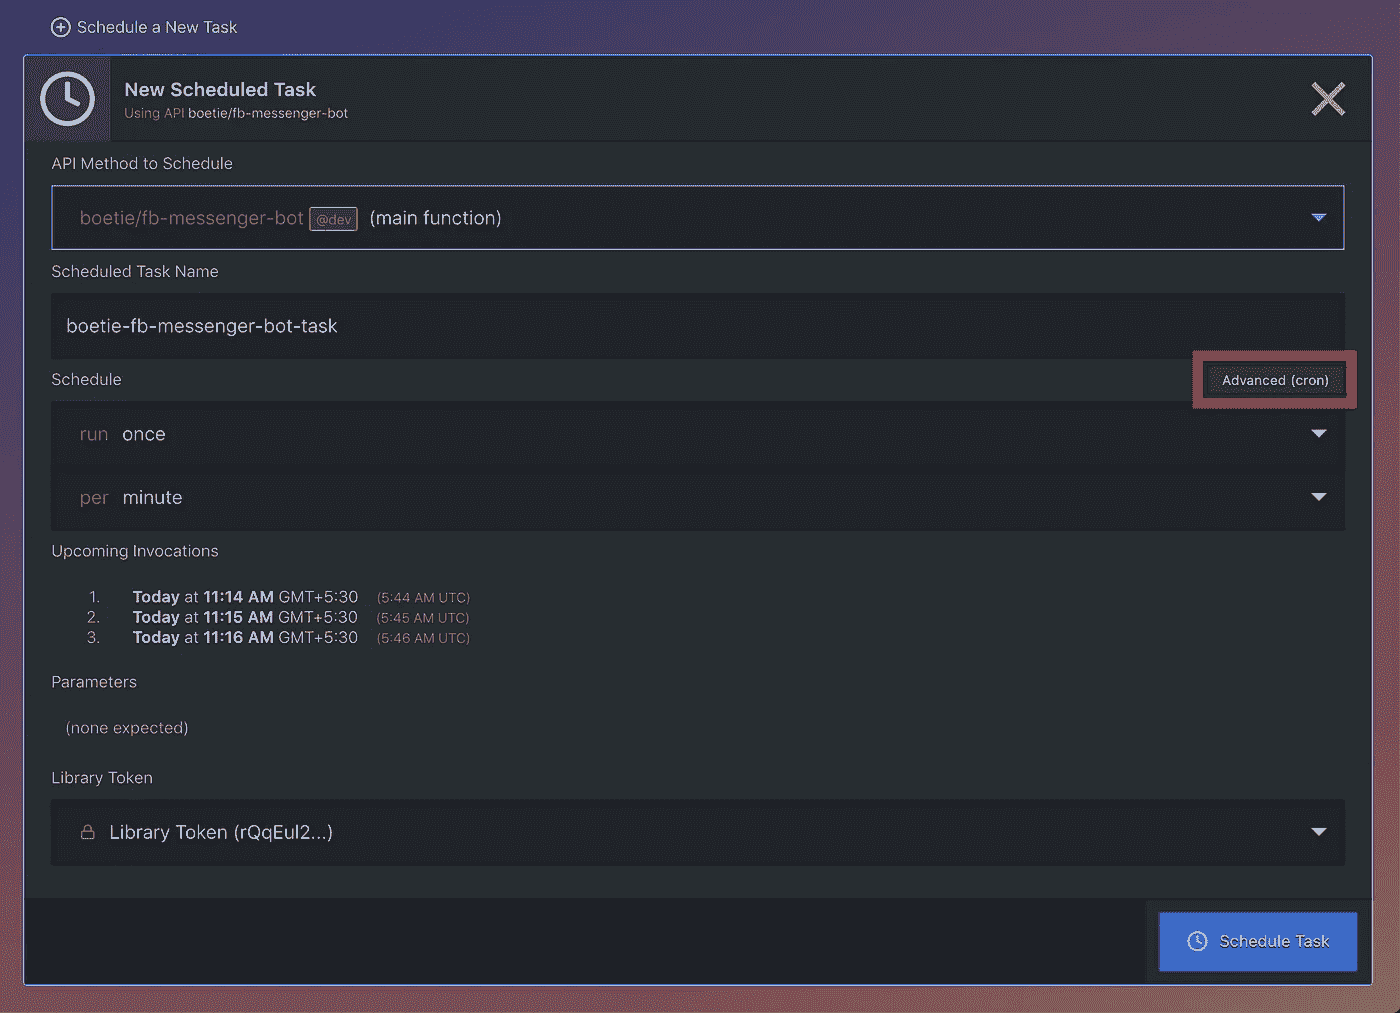 Schedule a New Task
New Scheduled Task
Using API boetie/fb-messenger-bot
API Method to Schedule
boetie/fb-messenger-bot @dev (main function)
Scheduled Task Name
boetie-fb-messenger-bot-task
Schedule
Advanced (cron)
run once
per minute
Upcoming Invocations
1. Today at 11:14 AM GMT+5:30 (5:44 AM UTC)
2. Today at 11:15 AM GMT+5:30 (5:45 AM UTC)
3. Today at 11:16 AM GMT+5:30 (5:46 AM UTC)
Parameters
(none expected)
Library Token
Library Token (rQqEul2...)
Schedule Task